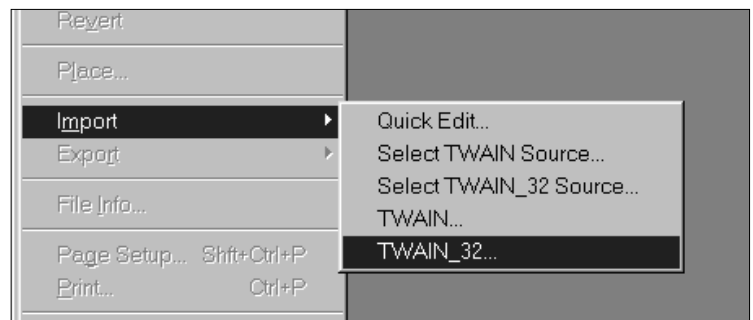 Revert
Place...
Import
Export
File Info...
Page Setup... Shft+Ctrl+P
Print... Ctrl+P
Quick Edit...
Select TWAIN Source...
Select TWAIN_32 Source...
TWAIN...
TWAIN_32...